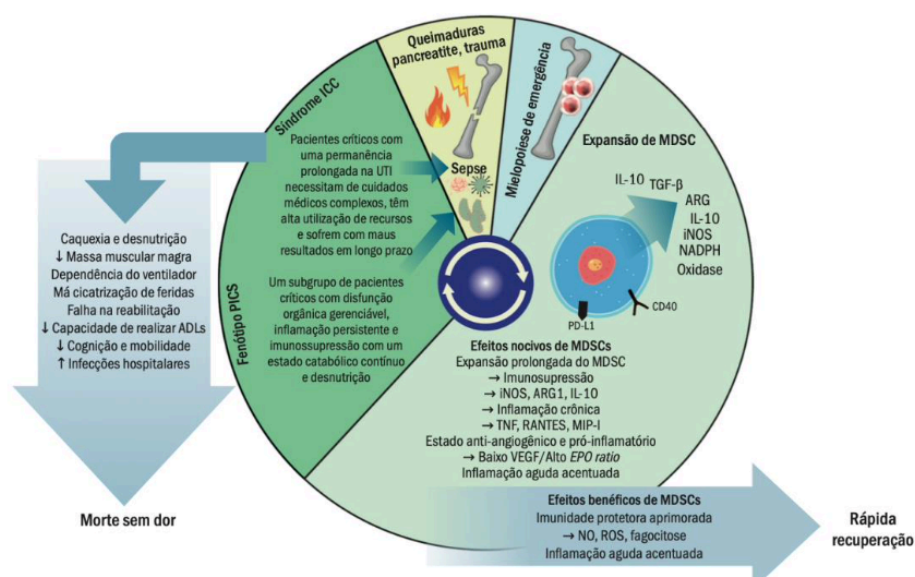 Queimaduras
pancreatite, trauma
Sepse
Mielopoiese de emergência
Expansão de MDSC
IL-10
TGF-β
ARG
IL-10
iNOS
NADPH
Oxidase
PD-L1
CD40
Síndrome ICC
Pacientes críticos com
uma permanência
prolongada na UTI
necessitam de cuidados
médicos complexos, têm
alta utilização de recursos
e sofrem com maus
resultados em longo prazo
Fenótipo PICS
Um subgrupo de pacientes
críticos com disfunção
orgânica gerenciável,
inflamação persistente e
imunossupressão com um
estado catabólico contínuo
e desnutrição
Caquexia e desnutrição
↓ Massa muscular magra
Dependência do ventilador
Má cicatrização de feridas
Falha na reabilitação
↓ Capacidade de realizar ADLs
↓ Cognição e mobilidade
↑ Infecções hospitalares
Morte sem dor
Efeitos nocivos de MDSCs
Expansão prolongada do MDSC
→ Imunosupressão
→ iNOS, ARG1, IL-10
→ Inflamação crônica
→ TNF, RANTES, MIP-I
Estado anti-angiogênico e pró-inflamatório
→ Baixo VEGF/Alto EPO ratio
Inflamação aguda acentuada
Efeitos benéficos de MDSCs
Imunidade protetora aprimorada
→ NO, ROS, fagocitose
Inflamação aguda acentuada
Rápida
recuperação